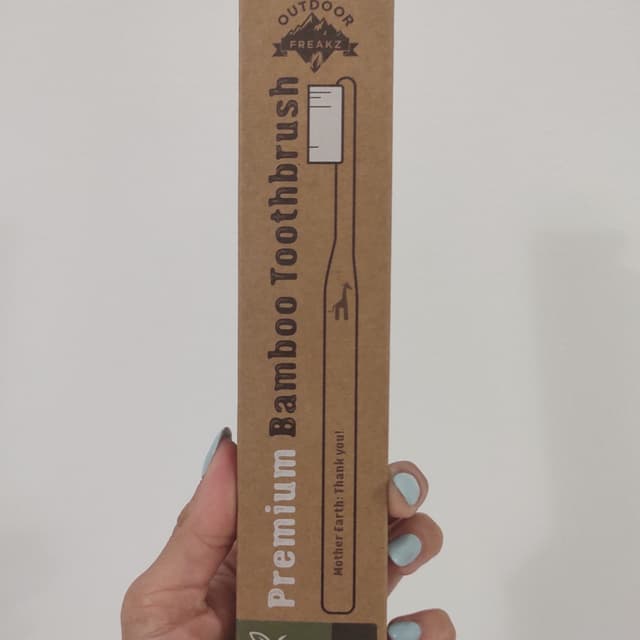 OUTDOOR
FREAKZ
Premium Bamboo Toothbrush
Mother Earth: Thank you!